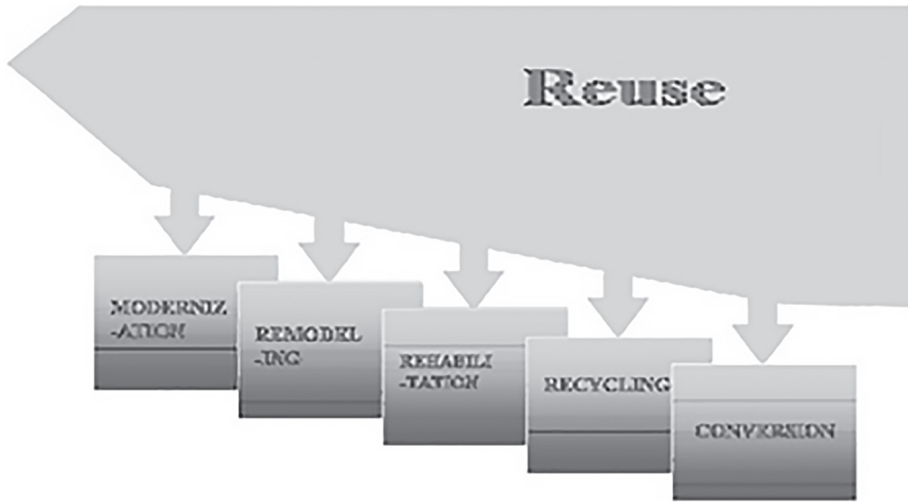 Reuse
MODERNIZ
-ATION
REMODEL
-ING
REHABILI
-TATION
RECYCLING
CONVERSION